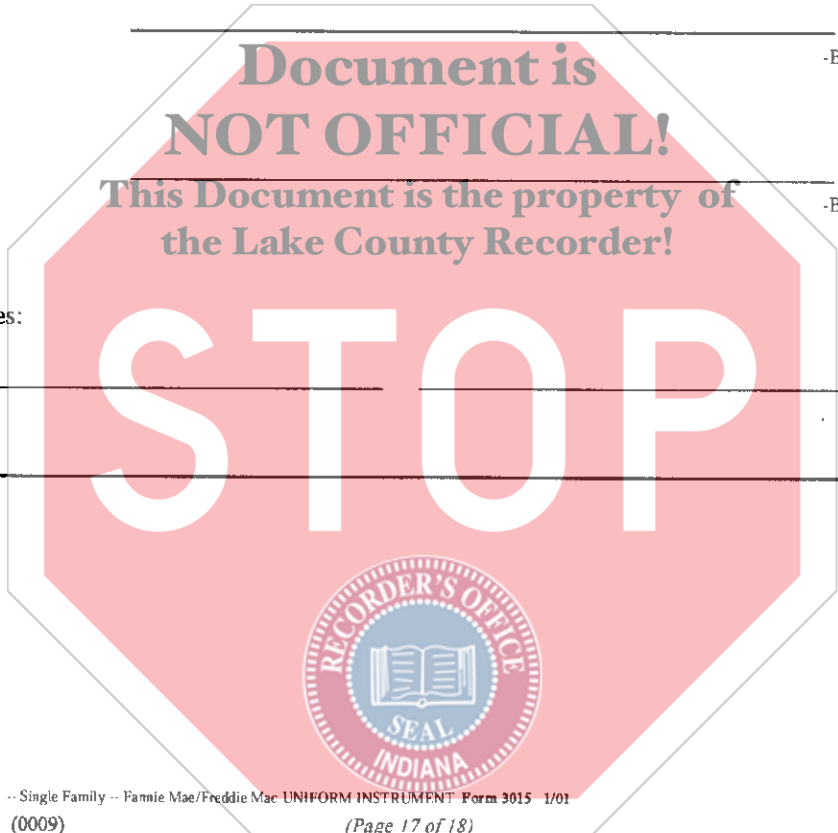 Document is
-B
NOT OFFICIAL!
This Document is the property of
-B
the Lake County Recorder!
es:
STOP
RECORDER'S OFFICE
SEAL
INDIANA
-- Single Family -- Fannie Mae/Freddie Mac UNIFORM INSTRUMENT Form 3015 1/01
(0009)
(Page 17 of 18)